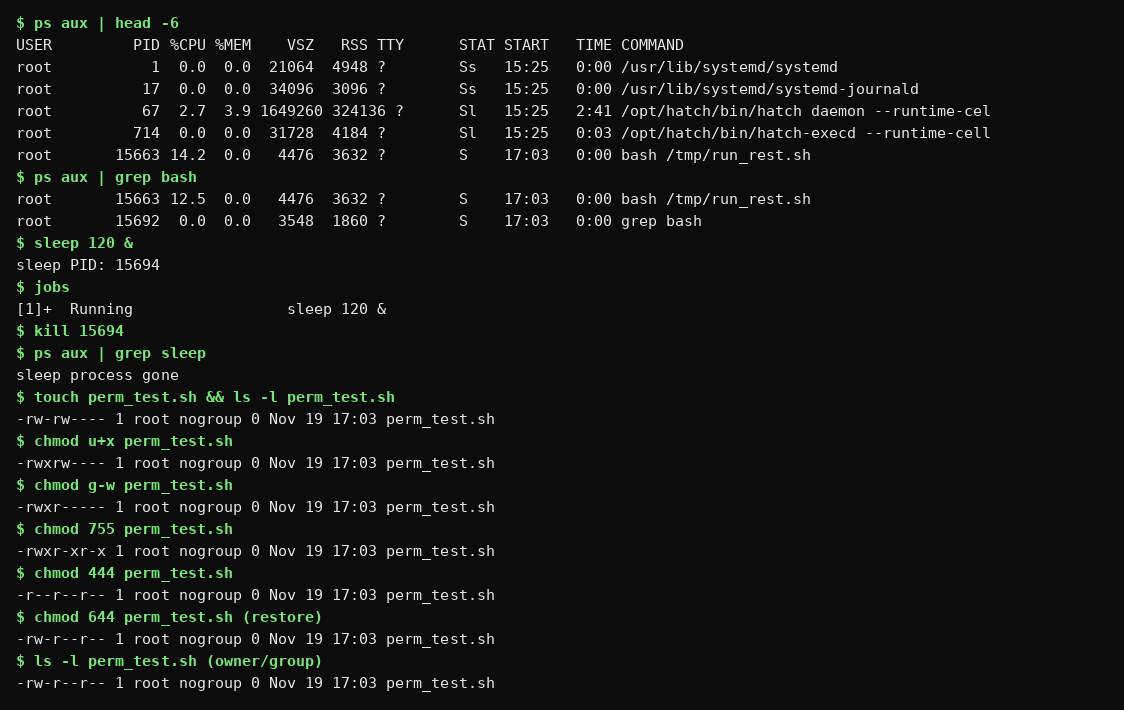 $ ps aux | head -6
USER         PID %CPU %MEM    VSZ   RSS TTY      STAT START   TIME COMMAND
root           1  0.0  0.0  21064  4948 ?        Ss   15:25   0:00 /usr/lib/systemd/systemd
root          17  0.0  0.0  34096  3096 ?        Ss   15:25   0:00 /usr/lib/systemd/systemd-journald
root          67  2.7  3.9 1649260 324136 ?      Sl   15:25   2:41 /opt/hatch/bin/hatch daemon --runtime-cel
root         714  0.0  0.0  31728  4184 ?        Sl   15:25   0:03 /opt/hatch/bin/hatch-execd --runtime-cell
root       15663 14.2  0.0   4476  3632 ?        S    17:03   0:00 bash /tmp/run_rest.sh
$ ps aux | grep bash
root       15663 12.5  0.0   4476  3632 ?        S    17:03   0:00 bash /tmp/run_rest.sh
root       15692  0.0  0.0   3548  1860 ?        S    17:03   0:00 grep bash
$ sleep 120 &
sleep PID: 15694
$ jobs
[1]+  Running                 sleep 120 &
$ kill 15694
$ ps aux | grep sleep
sleep process gone
$ touch perm_test.sh && ls -l perm_test.sh
-rw-rw---- 1 root nogroup 0 Nov 19 17:03 perm_test.sh
$ chmod u+x perm_test.sh
-rwxrw---- 1 root nogroup 0 Nov 19 17:03 perm_test.sh
$ chmod g-w perm_test.sh
-rwxr----- 1 root nogroup 0 Nov 19 17:03 perm_test.sh
$ chmod 755 perm_test.sh
-rwxr-xr-x 1 root nogroup 0 Nov 19 17:03 perm_test.sh
$ chmod 444 perm_test.sh
-r--r--r-- 1 root nogroup 0 Nov 19 17:03 perm_test.sh
$ chmod 644 perm_test.sh (restore)
-rw-r--r-- 1 root nogroup 0 Nov 19 17:03 perm_test.sh
$ ls -l perm_test.sh (owner/group)
-rw-r--r-- 1 root nogroup 0 Nov 19 17:03 perm_test.sh